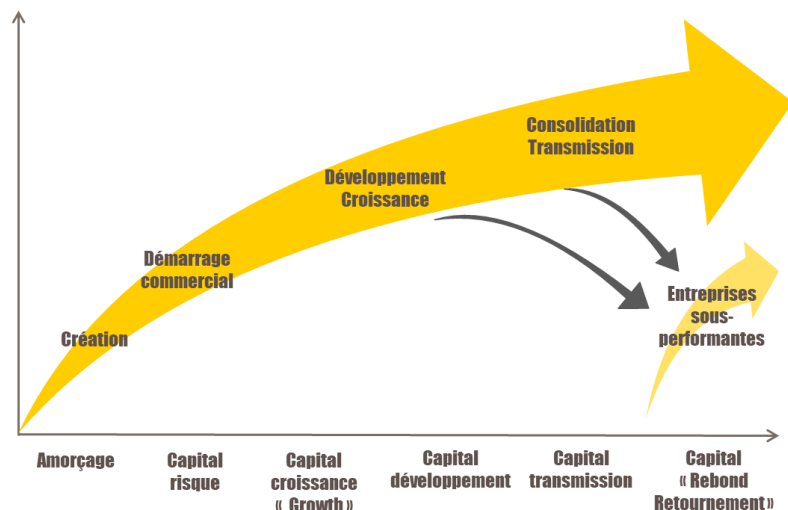 Consolidation
Transmission
Développement
Croissance
Démarrage
commercial
Création
Entreprises
sous-
performantes
Amorçage
Capital
risque
Capital
croissance
« Growth »
Capital
développement
Capital
transmission
Capital
« Rebond
Retournement »